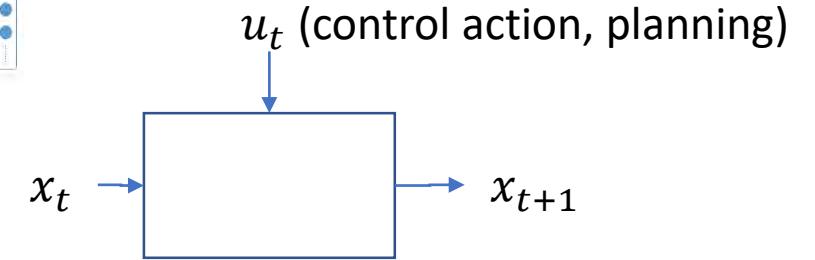 u_t (control action, planning)
x_t
x_{t+1}